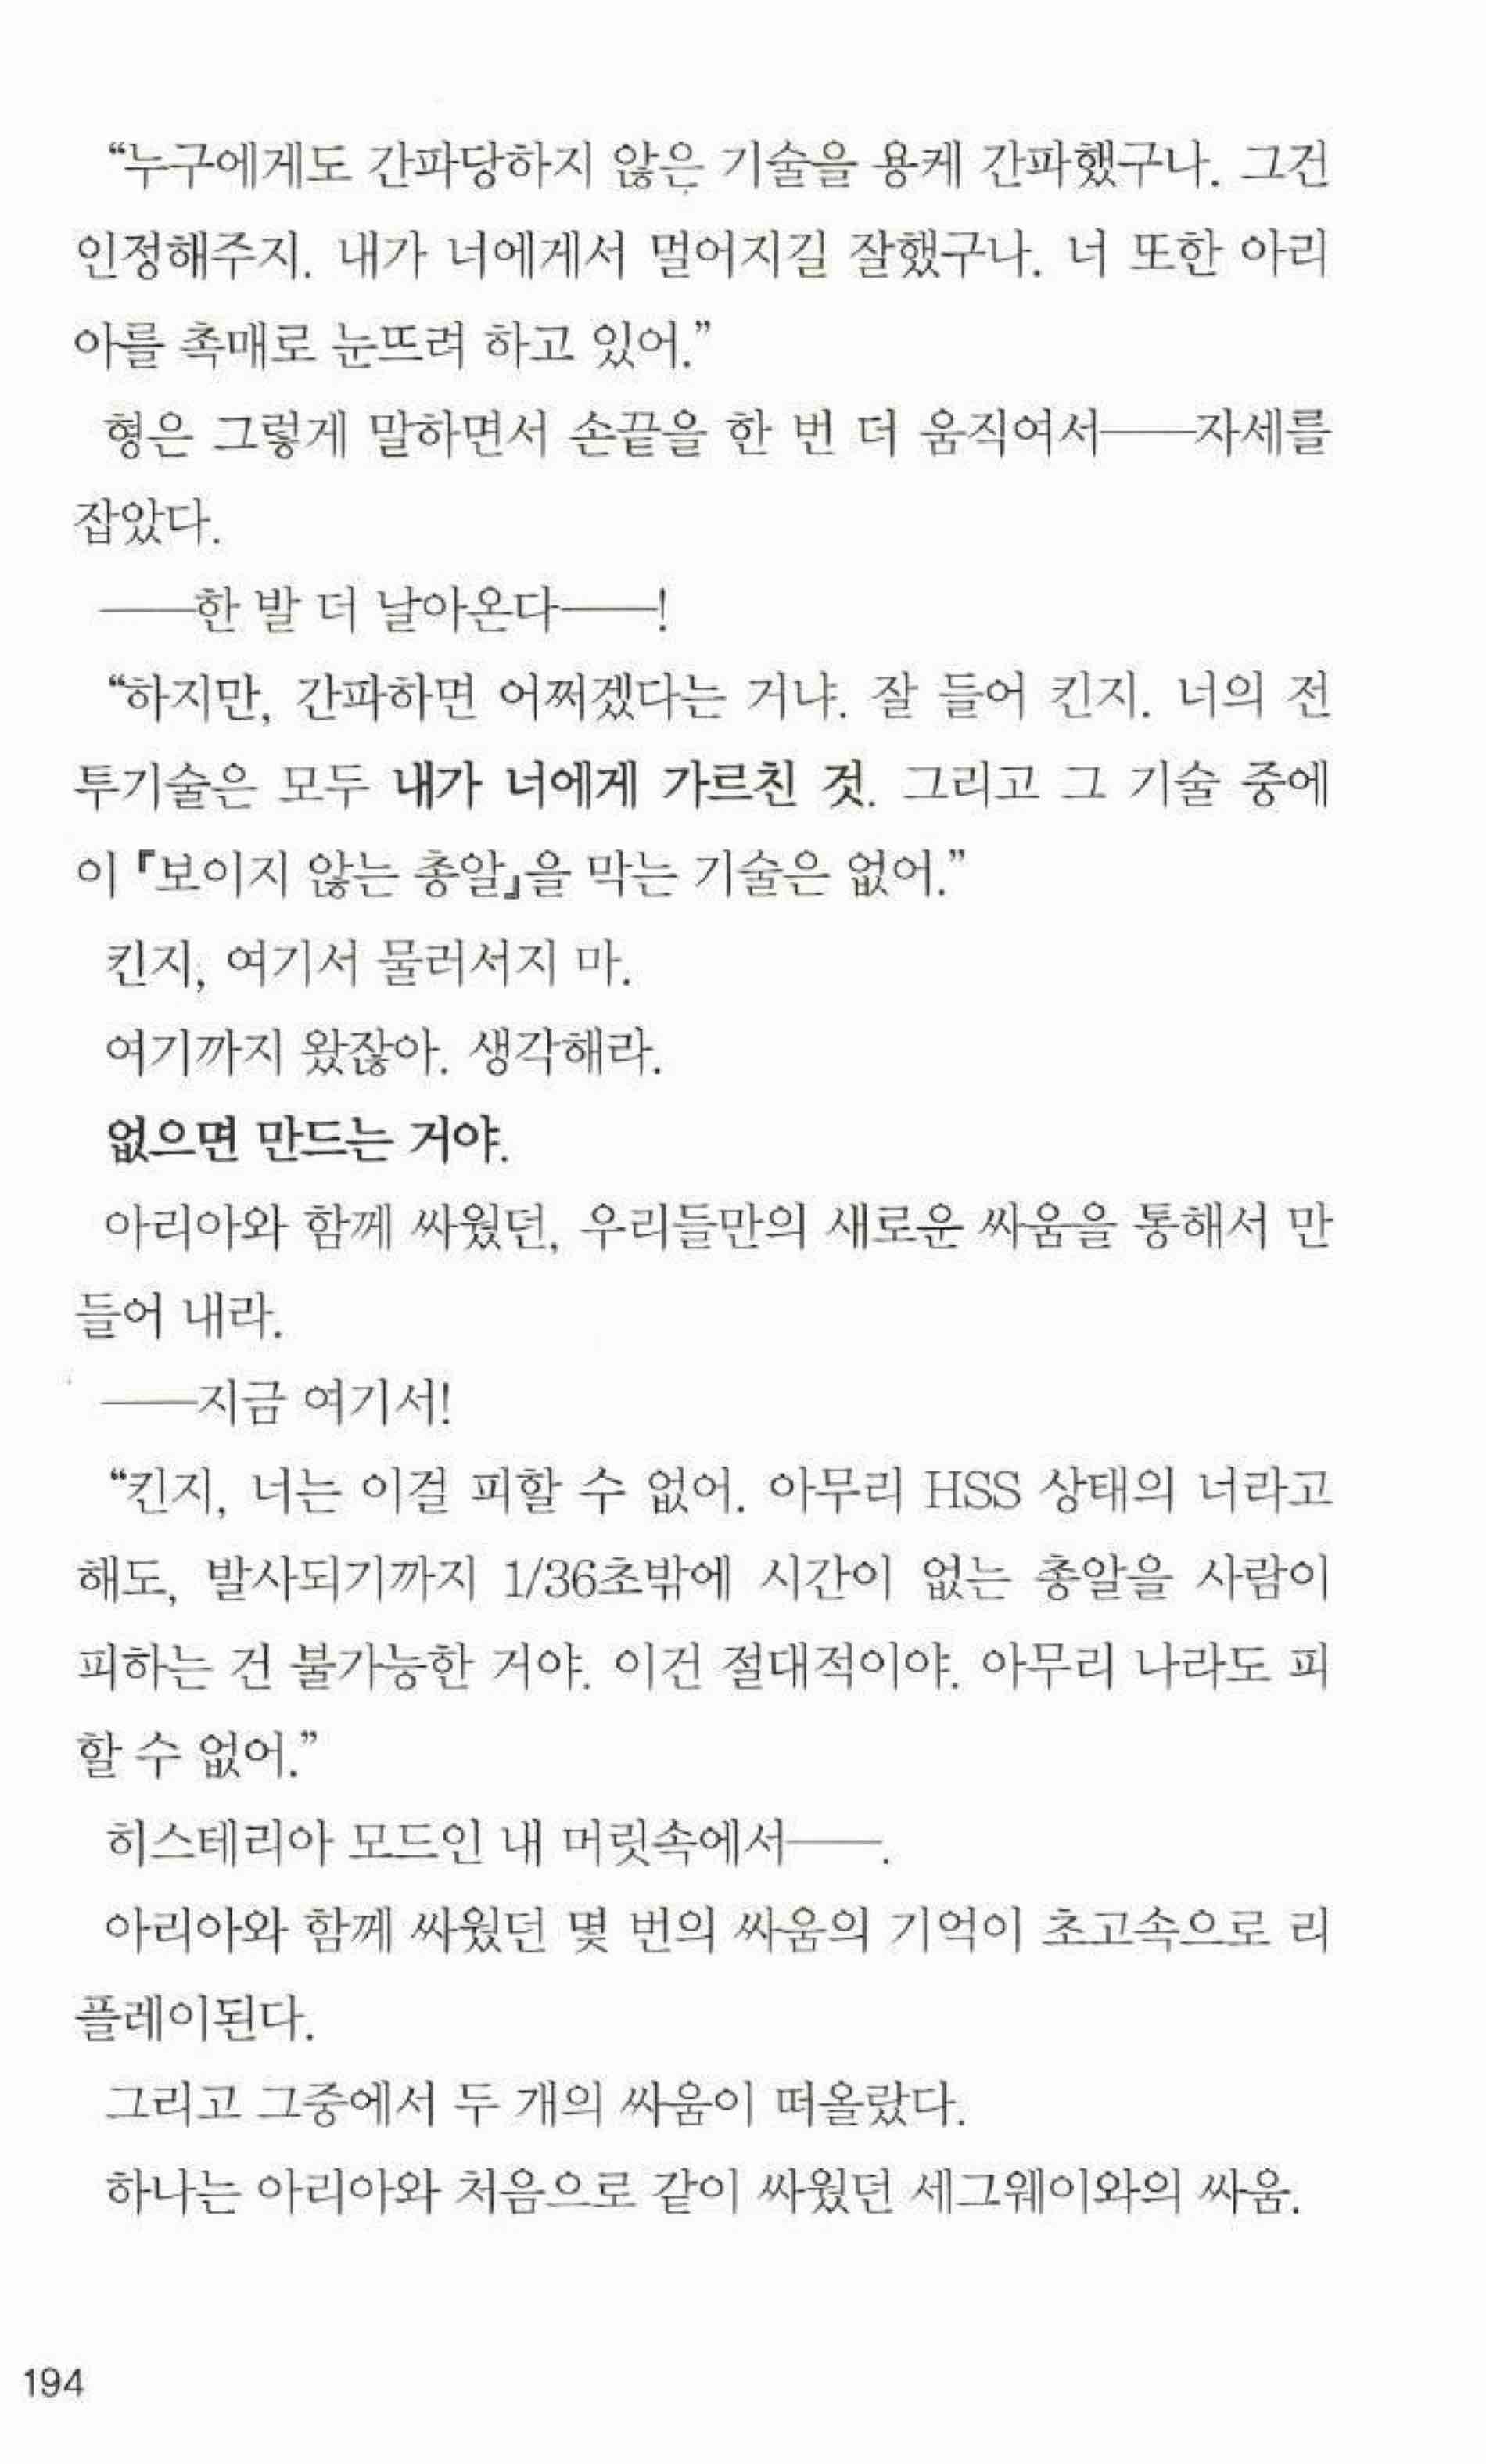 “누구에게도 간파당하지 않은 기술을 용케 간파했구나. 그건
인정해주지. 내가 너에게서 멀어지길 잘했구나. 너 또한 아리
아를 촉매로 눈뜨려 하고 있어.”
형은 그렇게 말하면서 손끝을 한 번 더 움직여서──자세를
잡았다.
──한 발 더 날아온다──!
“하지만, 간파하면 어쩌겠다는 거냐. 잘 들어 킨지. 너의 전
투기술은 모두 내가 너에게 가르친 것. 그리고 그 기술 중에
이『보이지 않는 총알』을 막는 기술은 없어.”
킨지, 여기서 물러서지 마.
여기까지 왔잖아. 생각해라.
없으면 만드는 거야.
아리아와 함께 싸웠던, 우리들만의 새로운 싸움을 통해서 만
들어 내라.
──지금 여기서!
“킨지, 너는 이걸 피할 수 없어. 아무리 HSS 상태의 너라고
해도, 발사되기까지 1/36초밖에 시간이 없는 총알을 사람이
피하는 건 불가능한 거야. 이건 절대적이야. 아무리 나라도 피
할 수 없어.”
히스테리아 모드인 내 머릿속에서──.
아리아와 함께 싸웠던 몇 번의 싸움의 기억이 초고속으로 리
플레이된다.
그리고 그중에서 두 개의 싸움이 떠올랐다.
하나는 아리아와 처음으로 같이 싸웠던 세그웨이와의 싸움.
194